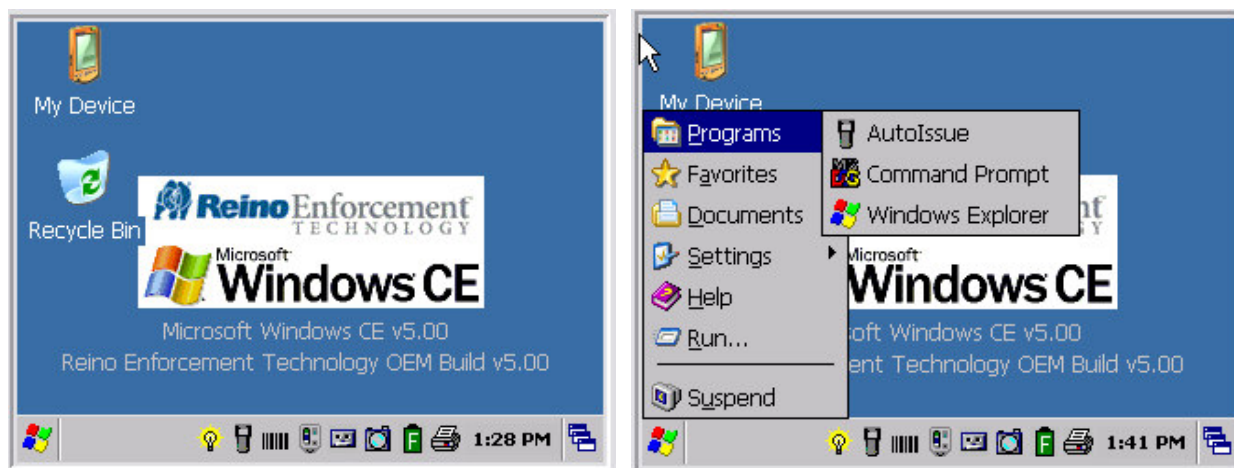 My Device
Recycle Bin
Reino Enforcement
TECHNOLOGY
Microsoft
Windows CE
Microsoft Windows CE v5.00
Reino Enforcement Technology OEM Build v5.00
F
1:28 PM
My Device
Programs
Favorites
Documents
Settings
Help
Run...
Suspend
AutoIssue
Command Prompt
Windows Explorer
Microsoft
Windows CE
oft Windows CE v5.00
ent Technology OEM Build v5.00
F
1:41 PM